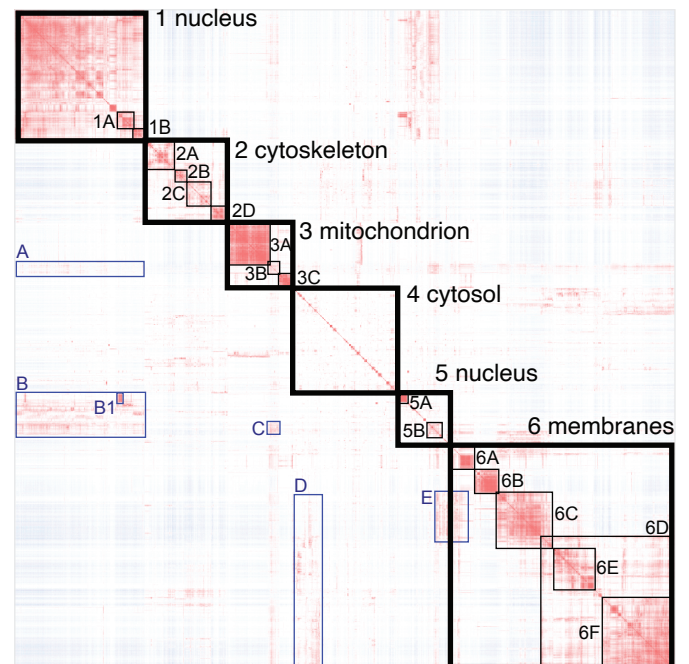 1 nucleus
1A
1B
2A
2 cytoskeleton
2B
2C
2D
3 mitochondrion
3A
A
3B
3C
4 cytosol
5 nucleus
B
5A
B1
6 membranes
C
5B
6A
6B
D
E
6C
6D
6E
6F